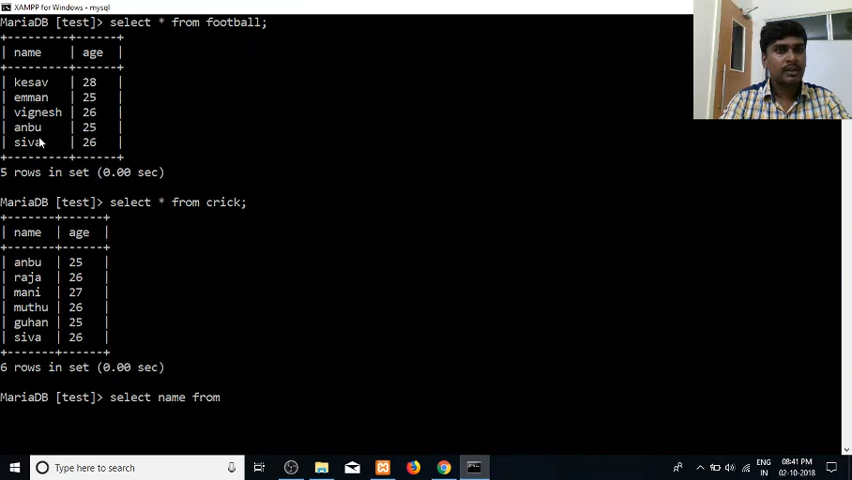 XAMPP for Windows - mysql
MariaDB [test]> select * from football;
+---------+------+
| name    | age  |
+---------+------+
| kesav   | 28   |
| emman   | 25   |
| vignesh | 26   |
| anbu    | 25   |
| siva    | 26   |
+---------+------+
5 rows in set (0.00 sec)
MariaDB [test]> select * from crick;
+-------+------+
| name  | age  |
+-------+------+
| anbu  | 25   |
| raja  | 26   |
| mani  | 27   |
| muthu | 26   |
| guhan | 25   |
| siva  | 26   |
+-------+------+
6 rows in set (0.00 sec)
MariaDB [test]> select name from
Type here to search
ENG
IN
08:41 PM
02-10-2018